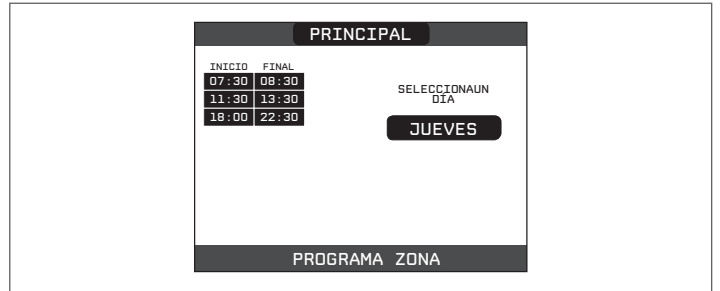 PRINCIPAL
INICIO FINAL
07:30 08:30
11:30 13:30
18:00 22:30
SELECCIONAUN
DÍA
JUEVES
PROGRAMA ZONA